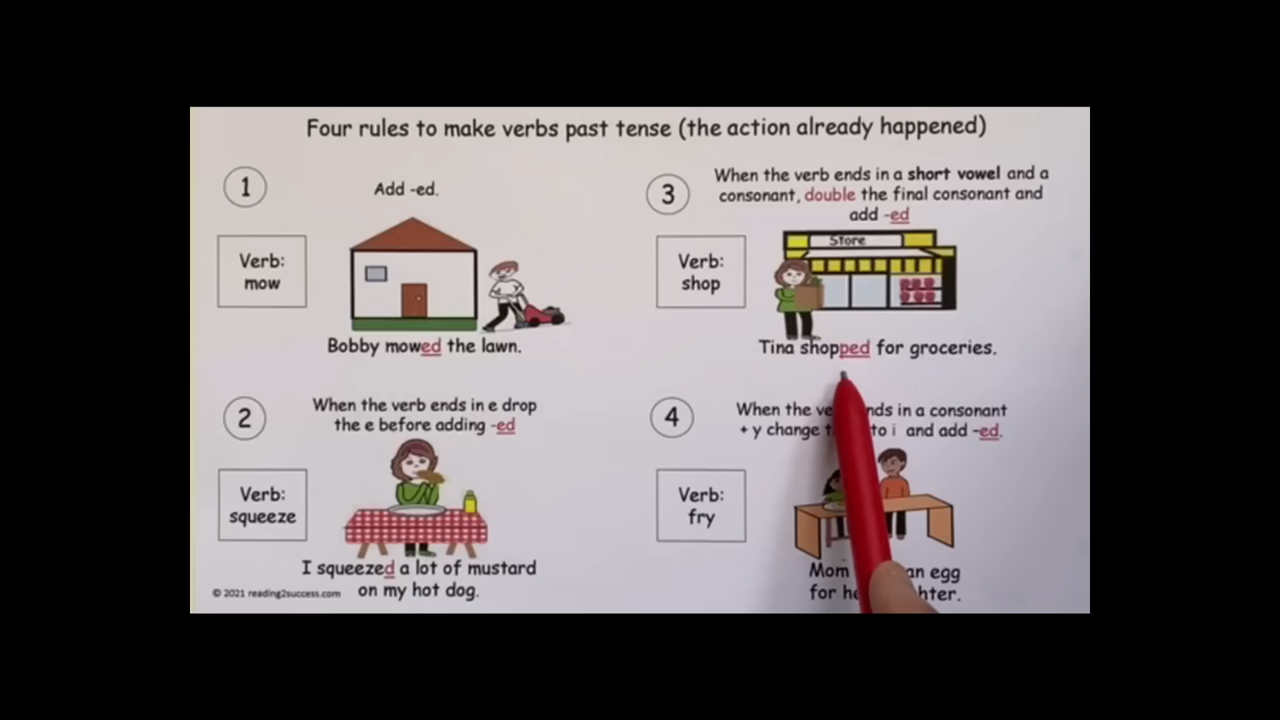 Four rules to make verbs past tense (the action already happened)
1
Add -ed.
Verb:
mow
Bobby mowed the lawn.
2
When the verb ends in e drop
the e before adding -ed
Verb:
squeeze
I squeezed a lot of mustard
on my hot dog.
© 2021 reading2success.com
3
When the verb ends in a short vowel and a
consonant, double the final consonant and
add -ed
Verb:
shop
Store
Tina shopped for groceries.
4
When the ends in a consonant
+ y change to i and add -ed.
Verb:
fry
Mom an egg
for